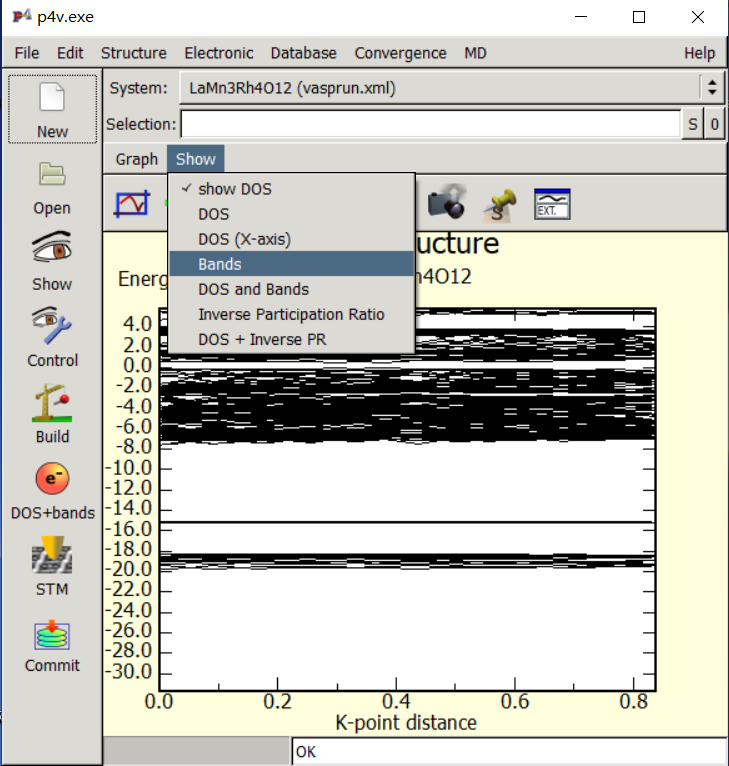 p4v.exe
File Edit Structure Electronic Database Convergence MD Help
System: LaMn3Rh4O12 (vasprun.xml)
Selection: S 0
New
Open
Show
Control
Build
DOS+bands
STM
Commit
Graph Show
✓ show DOS
DOS
DOS (X-axis)
Bands
DOS and Bands
Inverse Participation Ratio
DOS + Inverse PR
EXT.
ucture
Energ
h4O12
4.0
2.0
0.0
-2.0
-4.0
-6.0
-8.0
-10.0
-12.0
-14.0
-16.0
-18.0
-20.0
-22.0
-24.0
-26.0
-28.0
-30.0
0.0 0.2 0.4 0.6 0.8
K-point distance
OK